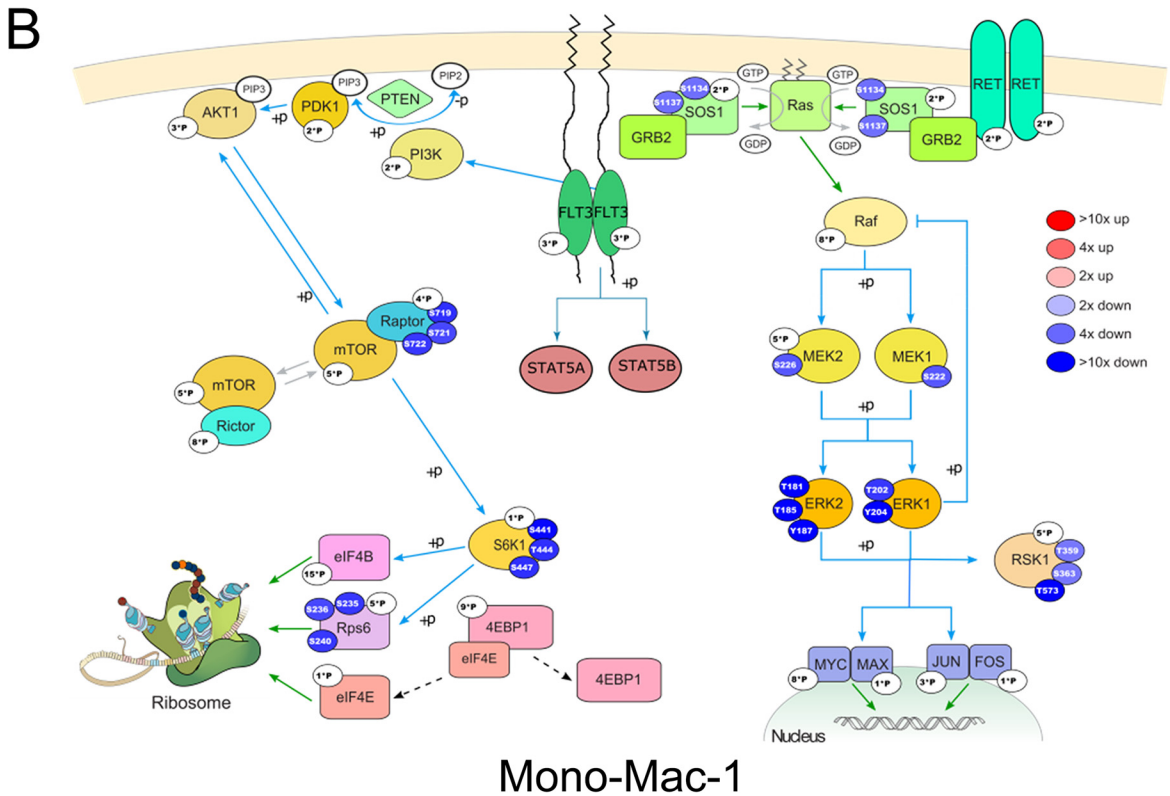 B
PIP3
AKT1
3*P
+p
PDK1
PIP3
2*P
PTEN
PIP2
-p
+p
PI3K
2*P
FLT3 FLT3
3*P
3*P
+p
STAT5A
STAT5B
S1134
S1137
2*P
SOS1
GRB2
GTP
GDP
Ras
GTP
GDP
S1134
S1137
2*P
SOS1
GRB2
RET RET
2*P
2*P
Raf
8*P
+p
5*P
MEK2
S226
MEK1
S222
+p
T181
T185
Y187
ERK2
T202
Y204
ERK1
+p
+p
5*P
RSK1
T359
S363
T573
MYC MAX
8*P
1*P
JUN FOS
3*P
1*P
Nucleus
>10x up
4x up
2x up
2x down
4x down
>10x down
+p
4*P
Raptor
S719
S721
S722
mTOR
5*P
mTOR
5*P
Rictor
8*P
+p
1*P
S6K1
S441
T444
S447
+p
eIF4B
15*P
+p
S236
S235
5*P
Rps6
S240
1*P
eIF4E
9*P
4EBP1
eIF4E
4EBP1
Ribosome
Mono-Mac-1